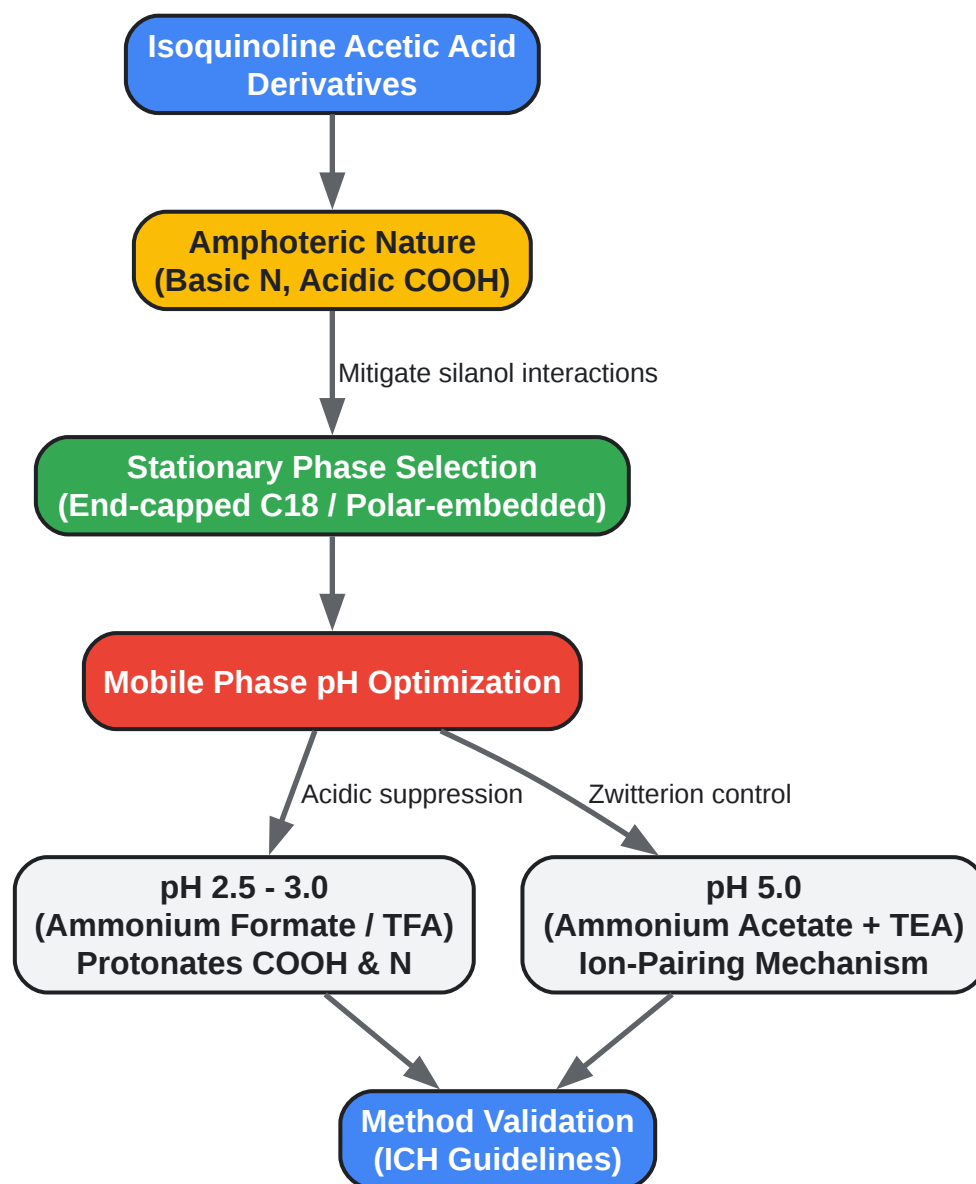 Isoquinoline Acetic Acid
Derivatives
Amphoteric Nature
(Basic N, Acidic COOH)
Mitigate silanol interactions
Stationary Phase Selection
(End-capped C18 / Polar-embedded)
Mobile Phase pH Optimization
Acidic suppression
Zwitterion control
pH 2.5 - 3.0
(Ammonium Formate / TFA)
Protonates COOH & N
pH 5.0
(Ammonium Acetate + TEA)
Ion-Pairing Mechanism
Method Validation
(ICH Guidelines)